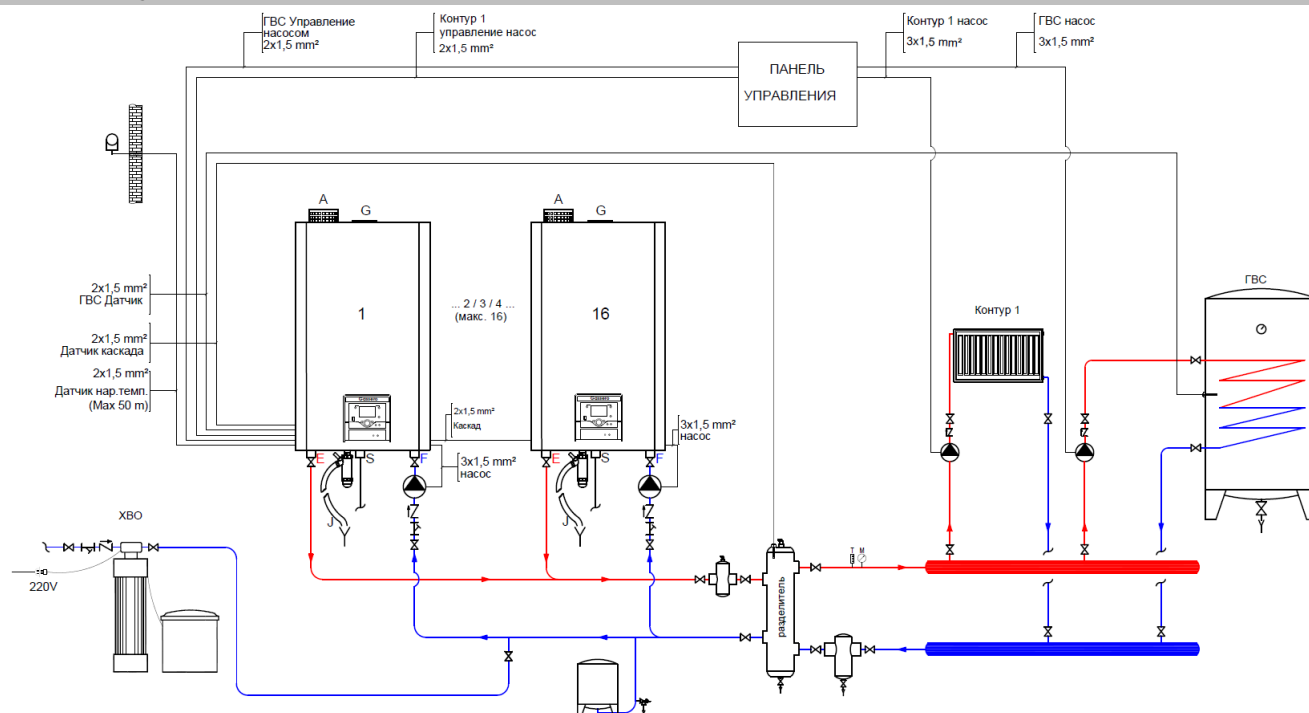 ГВС Управление
насосом
2x1,5 mm²
Контур 1
управление насос
2x1,5 mm²
Контур 1 насос
3x1,5 mm²
ГВС насос
3x1,5 mm²
ПАНЕЛЬ
УПРАВЛЕНИЯ
A
G
A
G
2x1,5 mm²
ГВС Датчик
2x1,5 mm²
Датчик каскада
2x1,5 mm²
Датчик нар.темп.
(Max 50 m)
1
... 2 / 3 / 4 ...
(макс. 16)
16
Контур 1
ГВС
2x1,5 mm²
Каскад
3x1,5 mm²
насос
3x1,5 mm²
насос
E
S
F
E
S
F
J
J
ХВО
220V
T M
разделитель